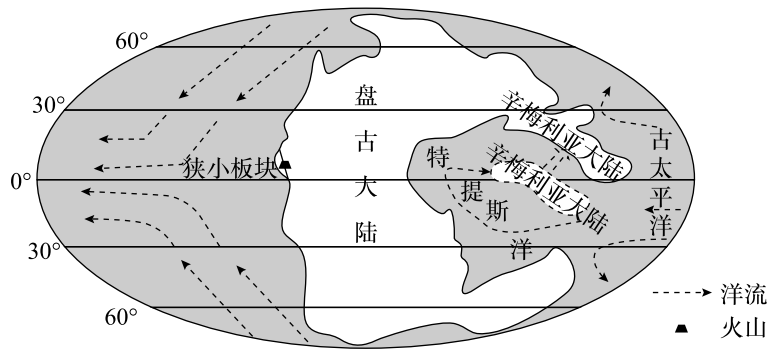 60°
30°
0°
30°
60°
盘古大陆
狭小板块
特提斯洋
辛梅利亚大陆
辛梅利亚大陆
古太平洋
洋流
火山